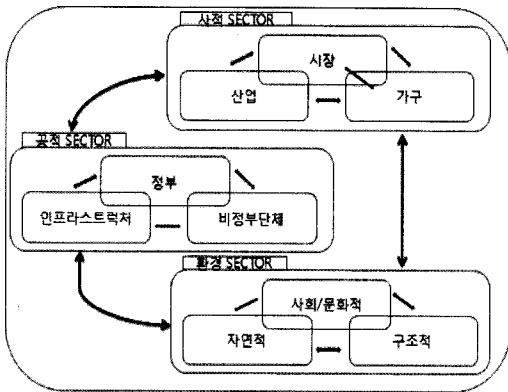 사적 SECTOR
시장
산업
가구
공적 SECTOR
정부
인프라스트럭처
비정부단체
환경 SECTOR
사회/문화적
자연적
구조적